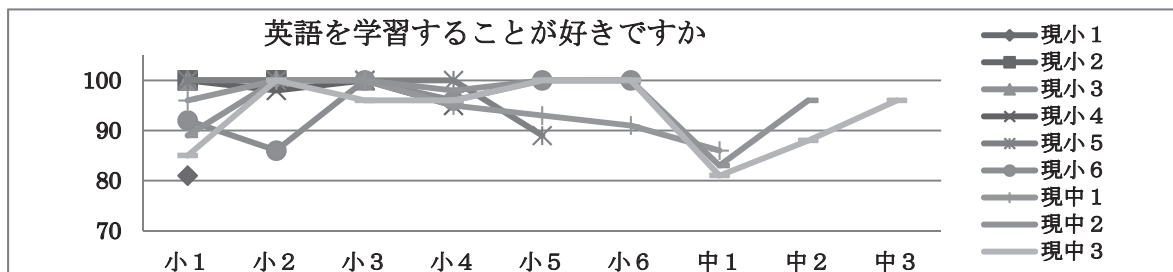 英語を学習することが好きですか
100
90
80
70
小１ 小２ 小３ 小４ 小５ 小６ 中１ 中２ 中３
現小１
現小２
現小３
現小４
現小５
現小６
現中１
現中２
現中３